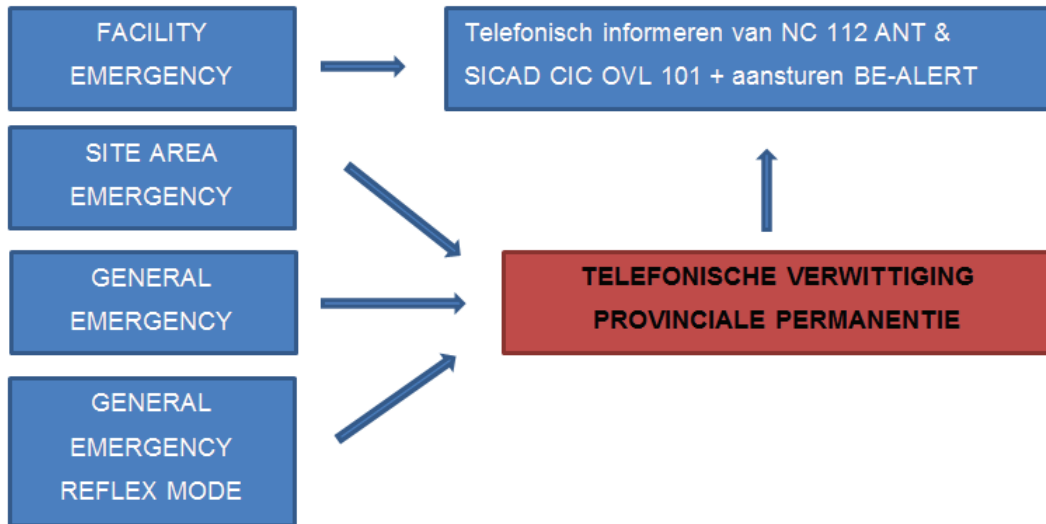 FACILITY
EMERGENCY
Telefonisch informeren van NC 112 ANT &
SICAD CIC OVL 101 + aansturen BE-ALERT
SITE AREA
EMERGENCY
GENERAL
EMERGENCY
TELEFONISCHE VERWITTIGING
PROVINCIALE PERMANENTIE
GENERAL
EMERGENCY
REFLEX MODE